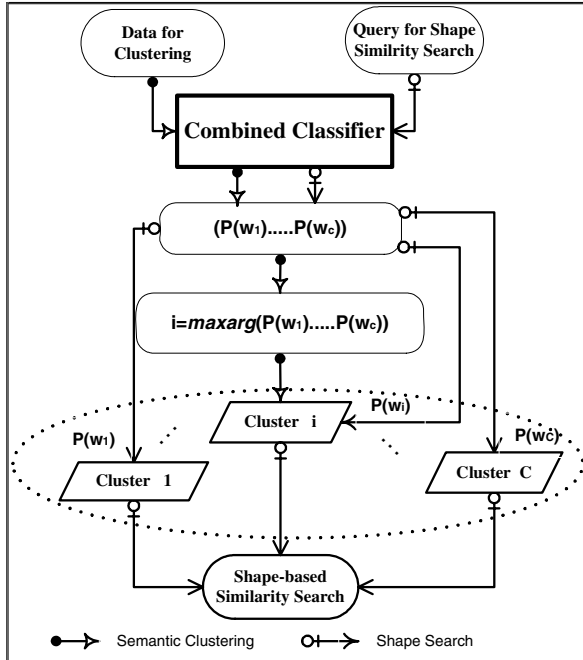 Data for
Clustering
Query for Shape
Similrity Search
Combined Classifier
(P(w1).....P(wc))
i=maxarg(P(w1).....P(wc))
Cluster i
P(wi)
P(w1)
P(wc)
Cluster 1
Cluster C
Shape-based
Similarity Search
Semantic Clustering
Shape Search